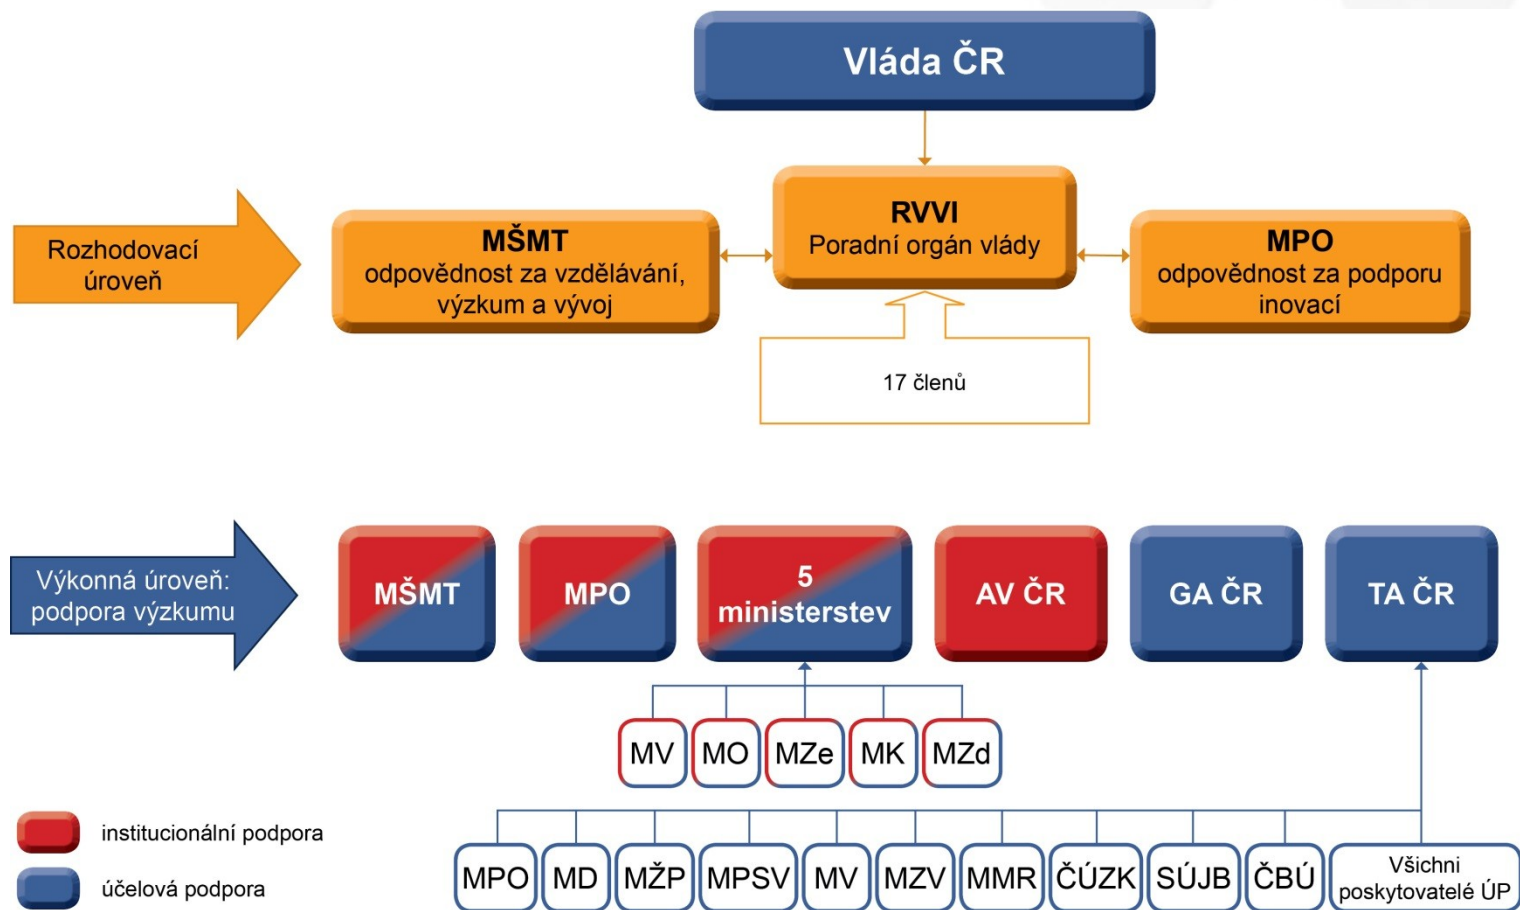 Vláda ČR
Rozhodovací
úroveň
MŠMT
odpovědnost za vzdělávání,
výzkum a vývoj
RVVI
Poradní orgán vlády
MPO
odpovědnost za podporu
inovací
17 členů
Výkonná úroveň:
podpora výzkumu
MŠMT
MPO
5
ministerstev
AV ČR
GA ČR
TA ČR
MV
MO
MZe
MK
MZd
institucionální podpora
účelová podpora
MPO
MD
MŽP
MPSV
MV
MZV
MMR
ČÚZK
SÚJB
ČBÚ
Všichni
poskytovatelé ÚP